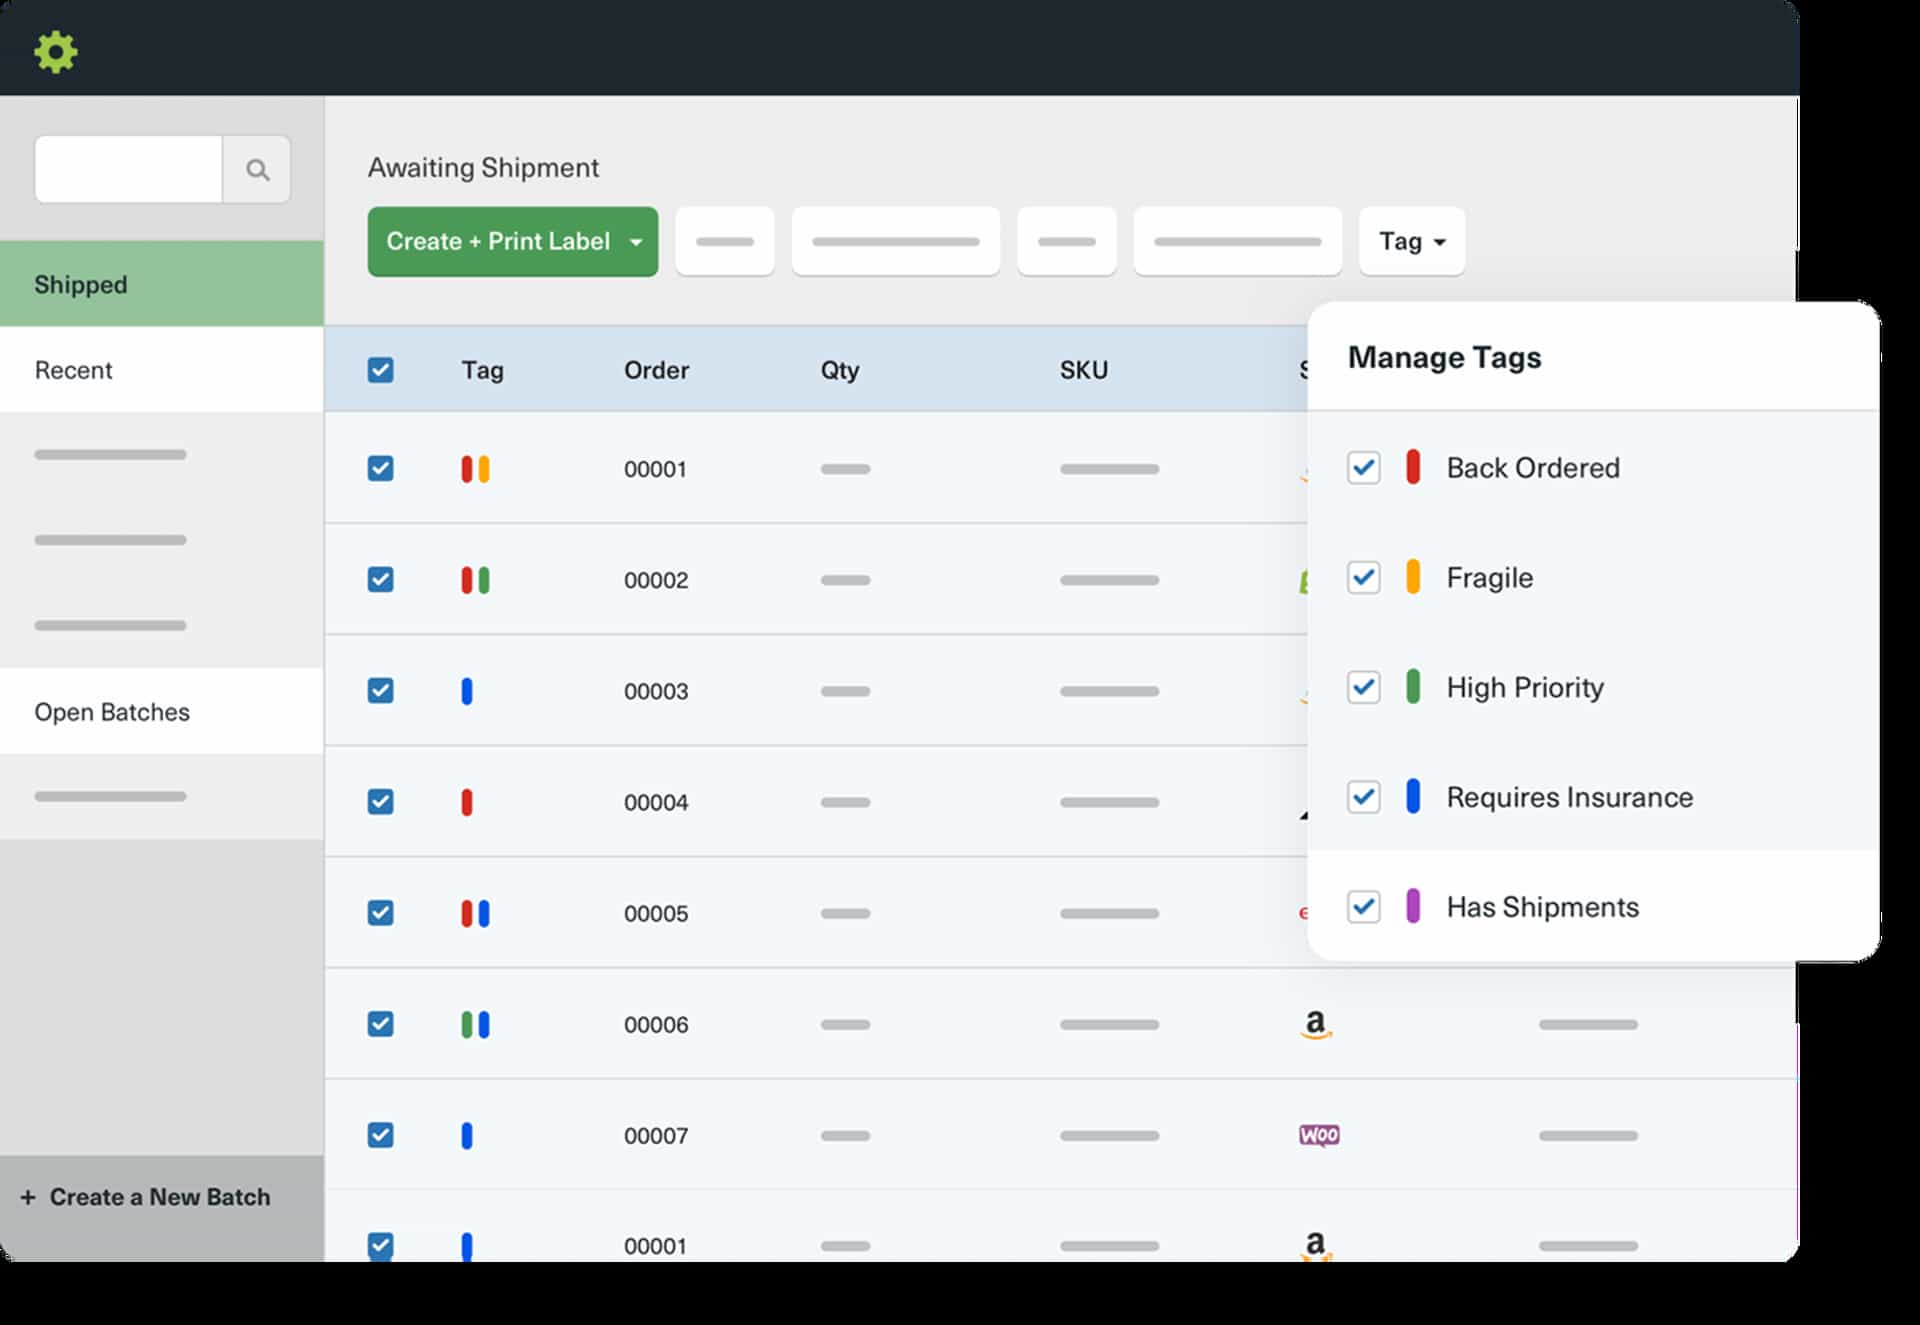 Awaiting Shipment
Create + Print Label
Tag
Shipped
Recent
Open Batches
+ Create a New Batch
Tag Order Qty SKU
00001
00002
00003
00004
00005
00006 a
00007 Woo
00001 a
Manage Tags
Back Ordered
Fragile
High Priority
Requires Insurance
Has Shipments